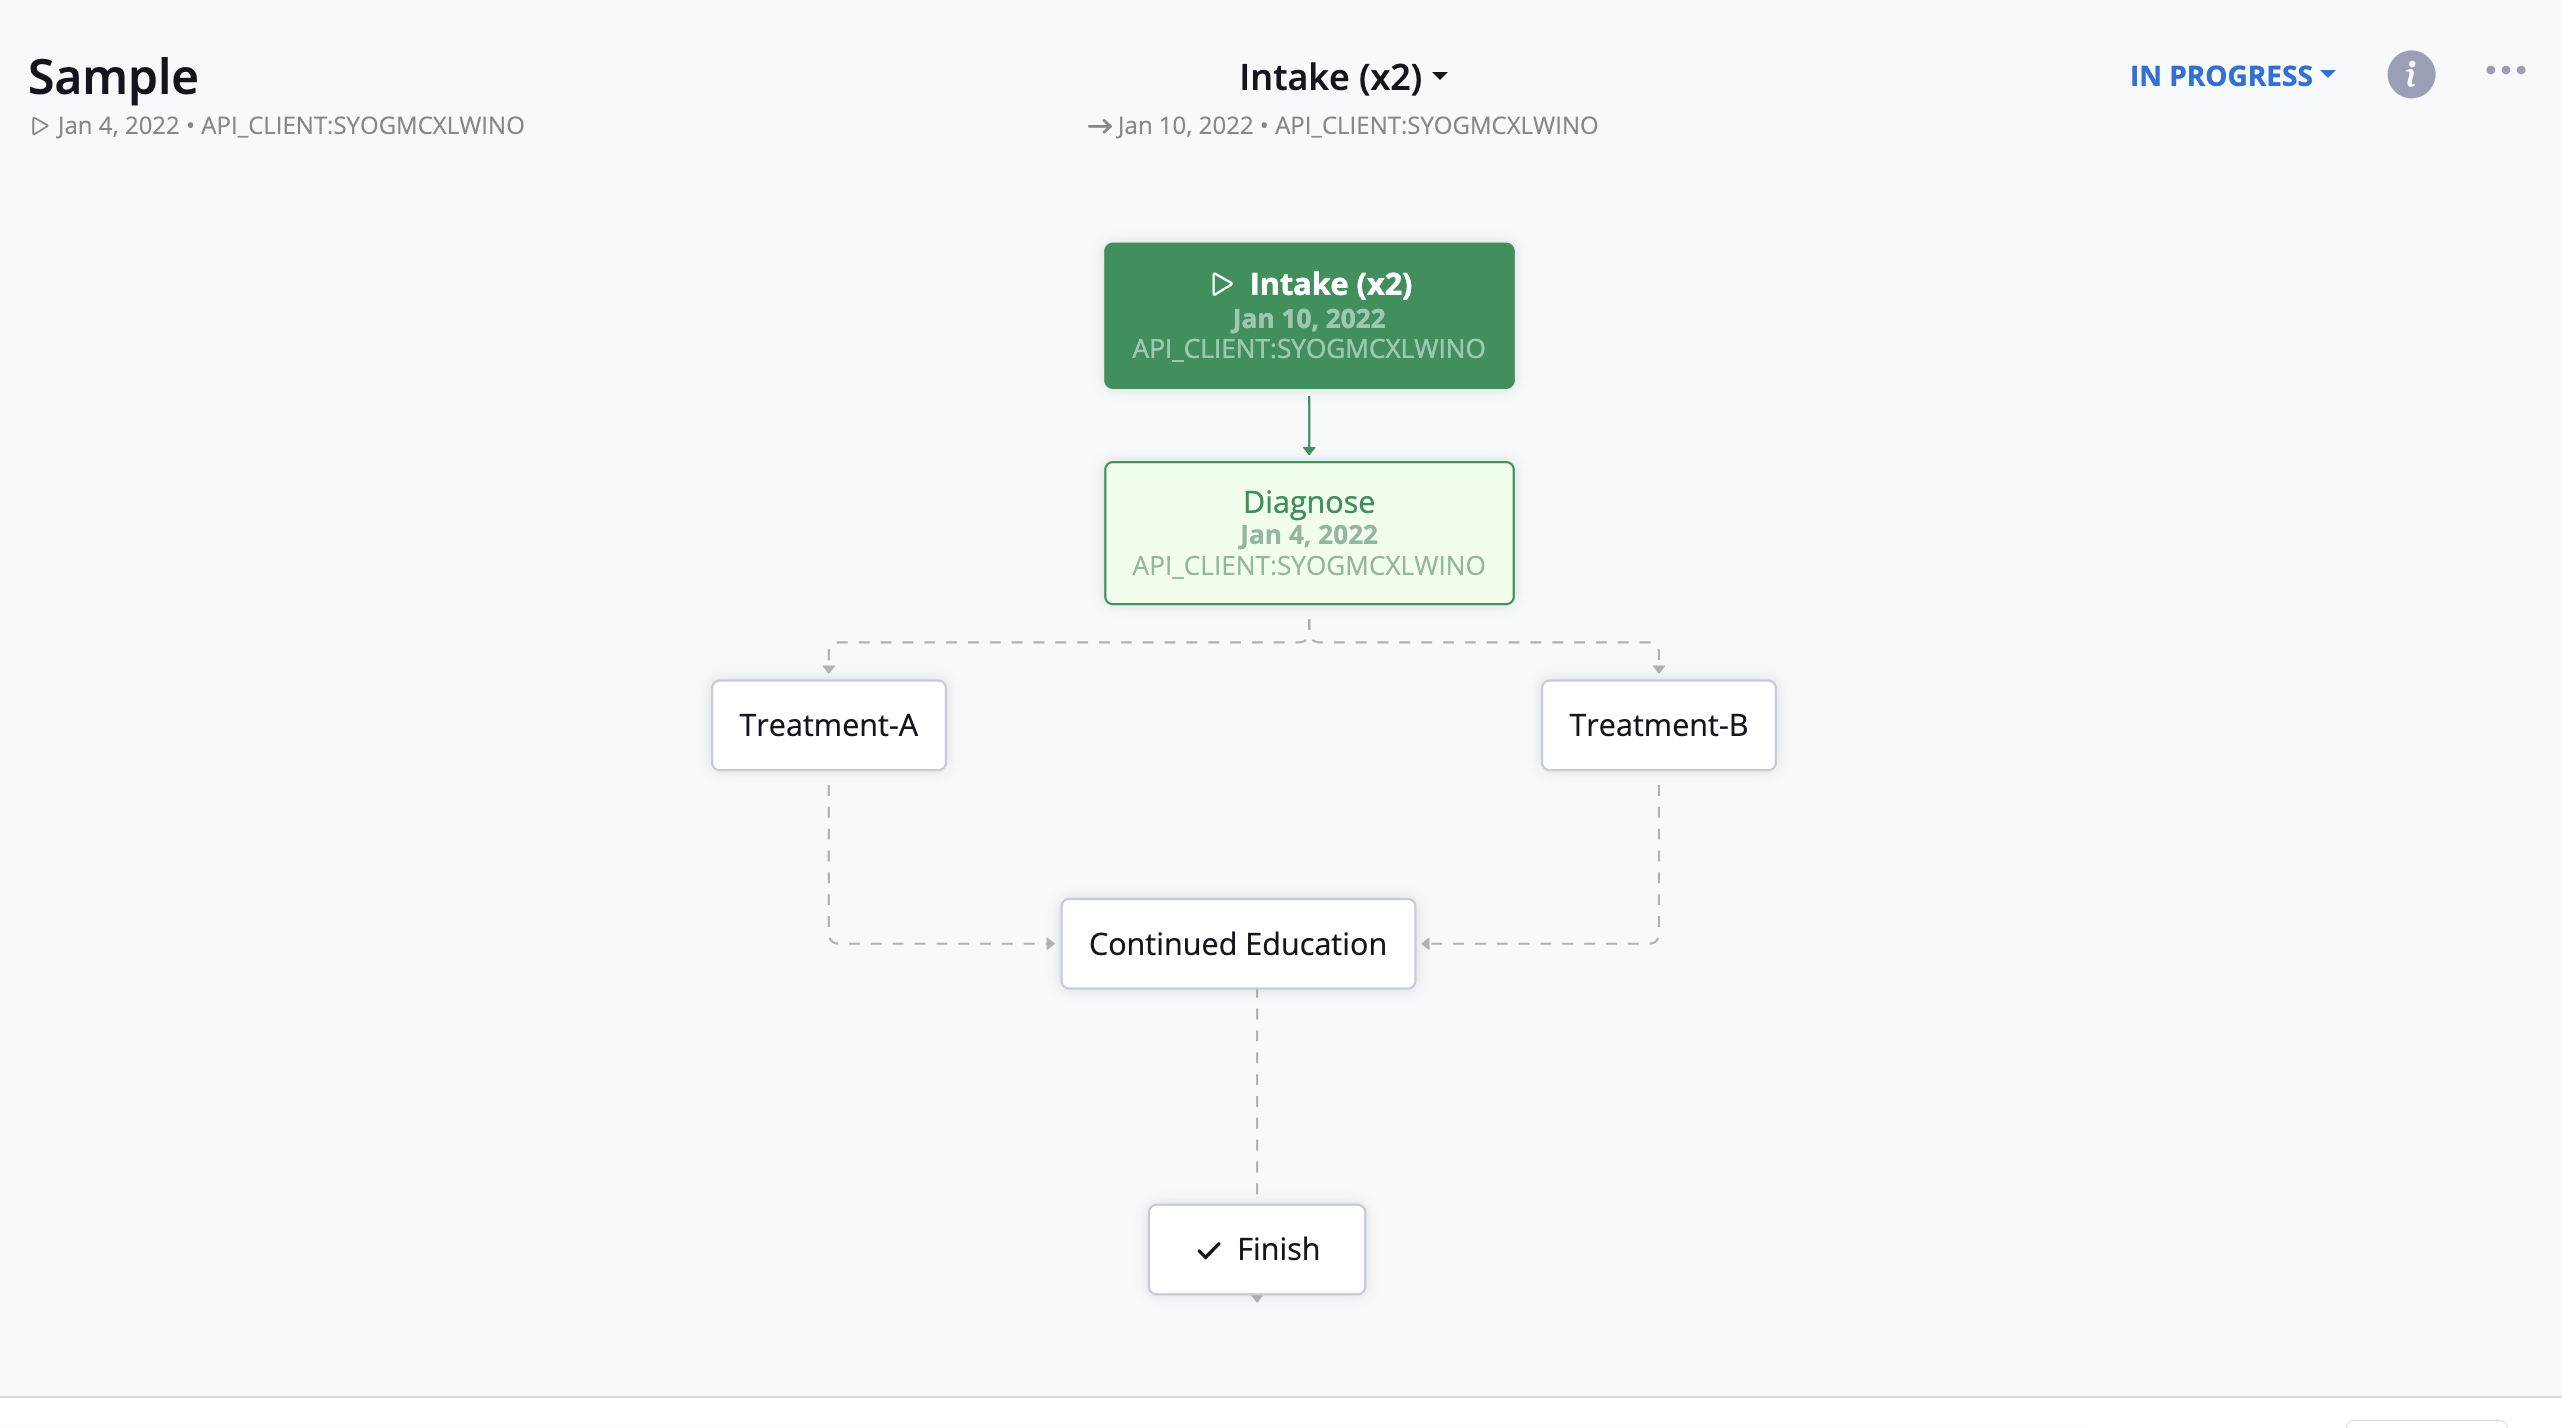 Sample
Jan 4, 2022 • API_CLIENT:SYOGMCXLWINO
Intake (x2)
Jan 10, 2022 • API_CLIENT:SYOGMCXLWINO
IN PROGRESS
i
Intake (x2)
Jan 10, 2022
API_CLIENT:SYOGMCXLWINO
Diagnose
Jan 4, 2022
API_CLIENT:SYOGMCXLWINO
Treatment-A
Treatment-B
Continued Education
Finish